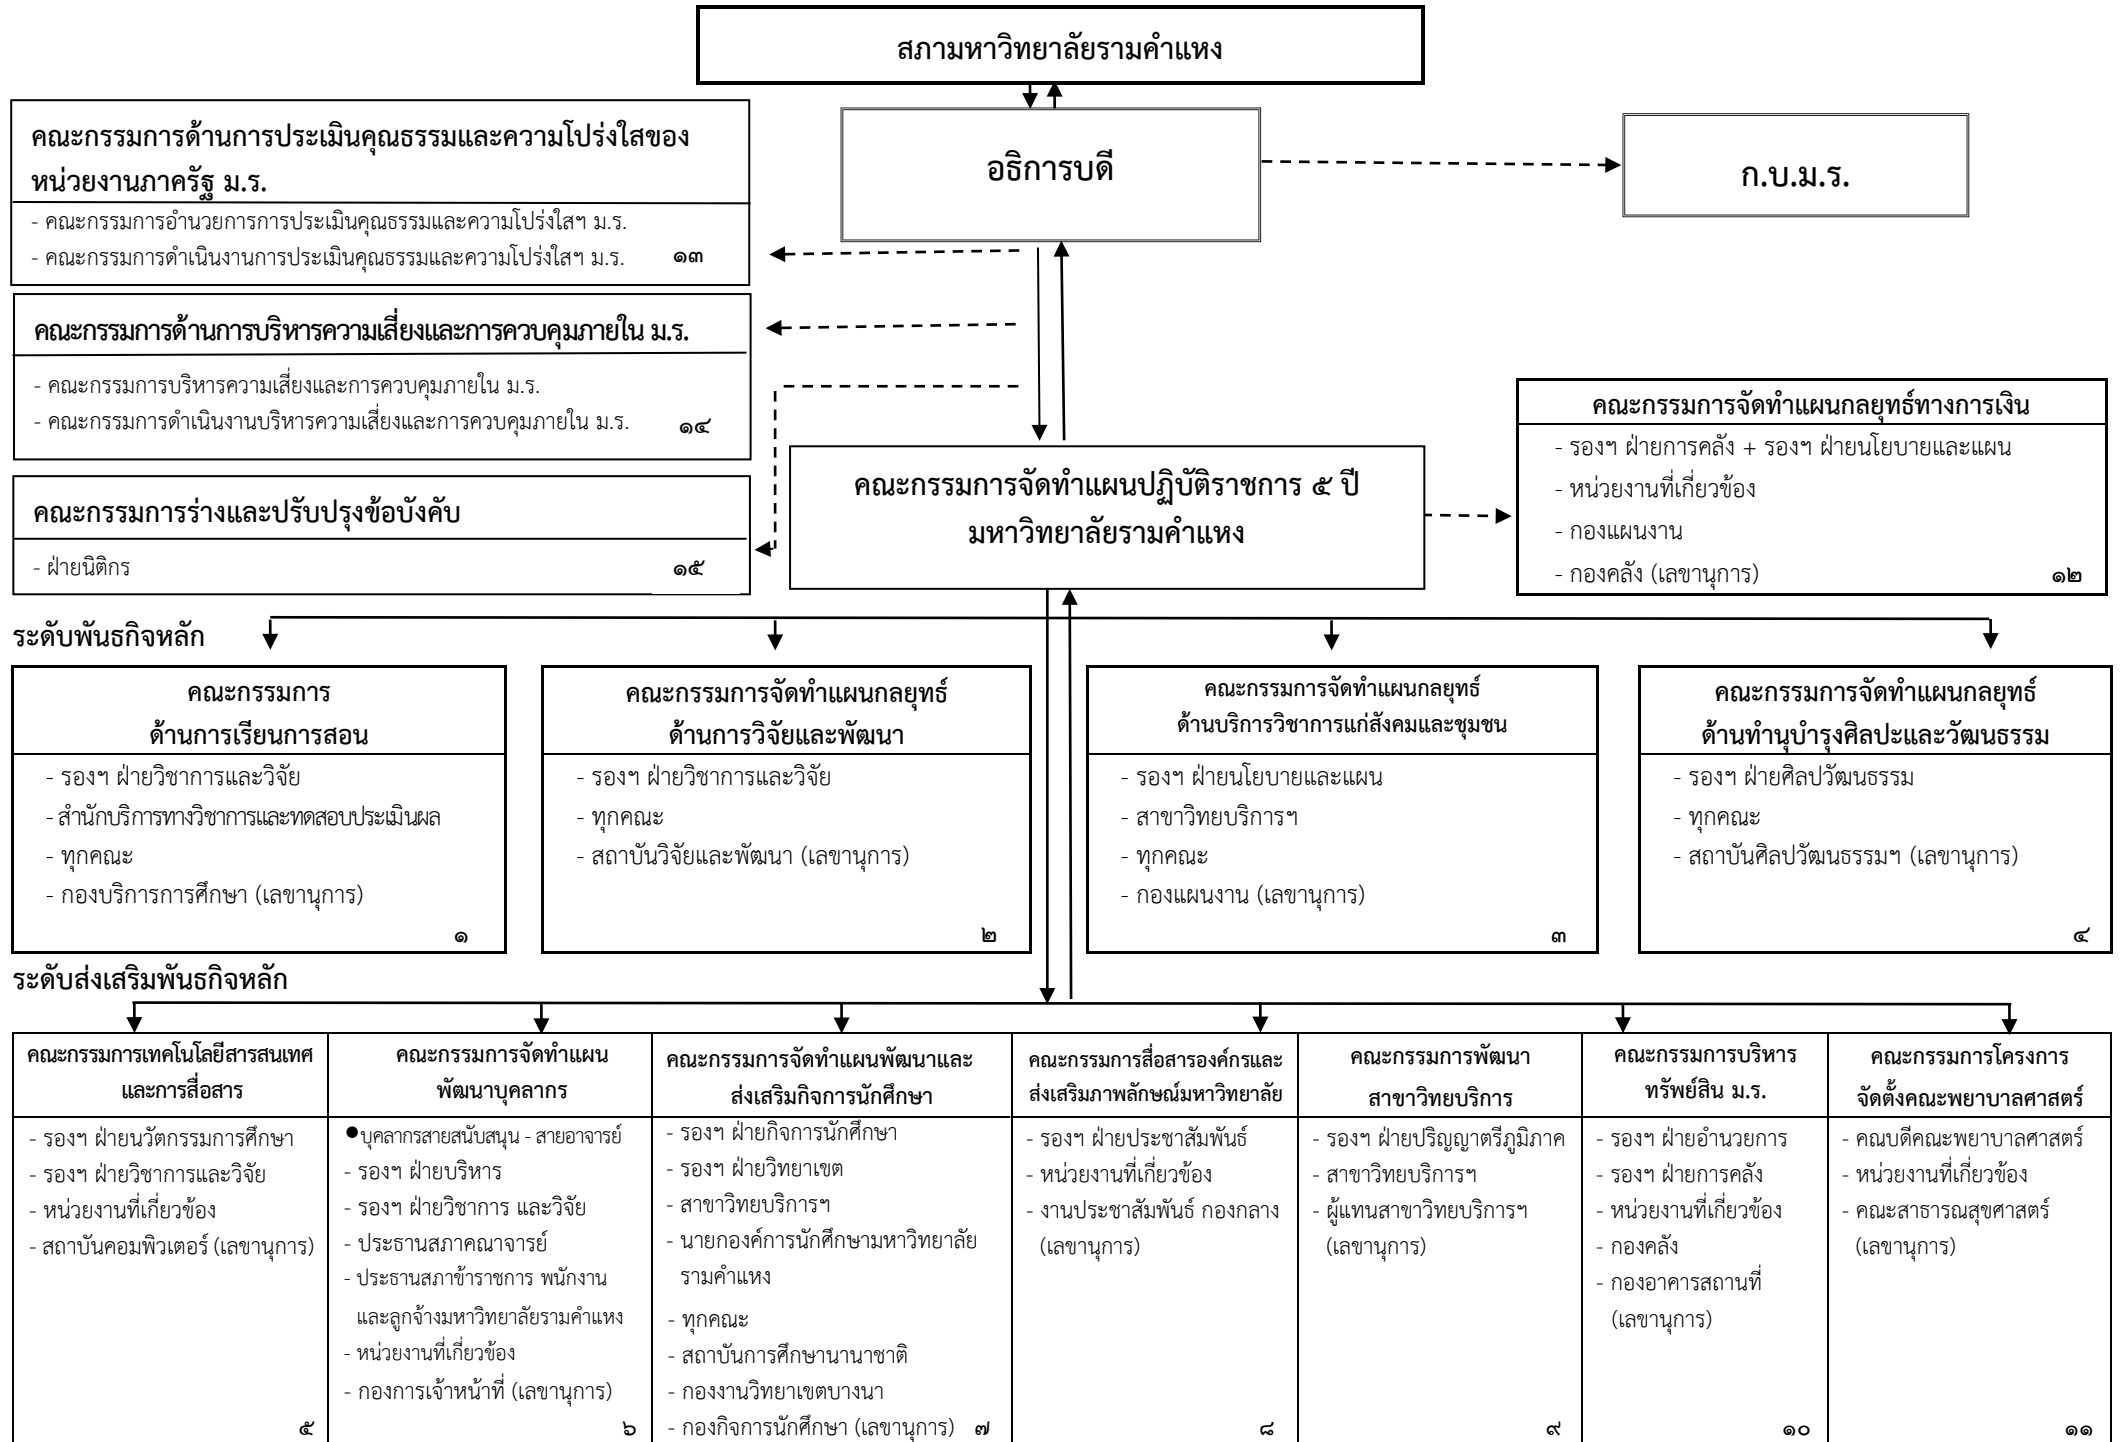 สภามหาวิทยาลัยรามคำแหง
อธิการบดี
ก.บ.ม.ร.
คณะกรรมการด้านการประเมินคุณธรรมและความโปร่งใสของ
หน่วยงานภาครัฐ ม.ร.
- คณะกรรมการอำนวยการการประเมินคุณธรรมและความโปร่งใสฯ ม.ร.
- คณะกรรมการดำเนินงานการประเมินคุณธรรมและความโปร่งใสฯ ม.ร. ๑๓
คณะกรรมการด้านการบริหารความเสี่ยงและการควบคุมภายใน ม.ร.
- คณะกรรมการบริหารความเสี่ยงและการควบคุมภายใน ม.ร.
- คณะกรรมการดำเนินงานบริหารความเสี่ยงและการควบคุมภายใน ม.ร. ๑๔
คณะกรรมการร่างและปรับปรุงข้อบังคับ
- ฝ่ายนิติกร ๑๕
คณะกรรมการจัดทำแผนปฏิบัติราชการ ๕ ปี
มหาวิทยาลัยรามคำแหง
คณะกรรมการจัดทำแผนกลยุทธ์ทางการเงิน
- รองฯ ฝ่ายการคลัง + รองฯ ฝ่ายนโยบายและแผน
- หน่วยงานที่เกี่ยวข้อง
- กองแผนงาน
- กองคลัง (เลขานุการ) ๑๒
ระดับพันธกิจหลัก
คณะกรรมการ
ด้านการเรียนการสอน
- รองฯ ฝ่ายวิชาการและวิจัย
- สำนักบริการทางวิชาการและทดสอบประเมินผล
- ทุกคณะ
- กองบริการการศึกษา (เลขานุการ)
๑
คณะกรรมการจัดทำแผนกลยุทธ์
ด้านการวิจัยและพัฒนา
- รองฯ ฝ่ายวิชาการและวิจัย
- ทุกคณะ
- สถาบันวิจัยและพัฒนา (เลขานุการ)
๒
คณะกรรมการจัดทำแผนกลยุทธ์
ด้านบริการวิชาการแก่สังคมและชุมชน
- รองฯ ฝ่ายนโยบายและแผน
- สาขาวิทยบริการฯ
- ทุกคณะ
- กองแผนงาน (เลขานุการ)
๓
คณะกรรมการจัดทำแผนกลยุทธ์
ด้านทำนุบำรุงศิลปะและวัฒนธรรม
- รองฯ ฝ่ายศิลปวัฒนธรรม
- ทุกคณะ
- สถาบันศิลปวัฒนธรรมฯ (เลขานุการ)
๔
ระดับส่งเสริมพันธกิจหลัก
คณะกรรมการเทคโนโลยีสารสนเทศ
และการสื่อสาร
- รองฯ ฝ่ายนวัตกรรมการศึกษา
- รองฯ ฝ่ายวิชาการและวิจัย
- หน่วยงานที่เกี่ยวข้อง
- สถาบันคอมพิวเตอร์ (เลขานุการ)
๕
คณะกรรมการจัดทำแผน
พัฒนาบุคลากร
●บุคลากรสายสนับสนุน - สายอาจารย์
- รองฯ ฝ่ายบริหาร
- รองฯ ฝ่ายวิชาการ และวิจัย
- ประธานสภาคณาจารย์
- ประธานสภาข้าราชการ พนักงาน
และลูกจ้างมหาวิทยาลัยรามคำแหง
- หน่วยงานที่เกี่ยวข้อง
- กองการเจ้าหน้าที่ (เลขานุการ)
๖
คณะกรรมการจัดทำแผนพัฒนาและ
ส่งเสริมกิจการนักศึกษา
- รองฯ ฝ่ายกิจการนักศึกษา
- รองฯ ฝ่ายวิทยาเขต
- สาขาวิทยบริการฯ
- นายกองค์การนักศึกษามหาวิทยาลัย
รามคำแหง
- ทุกคณะ
- สถาบันการศึกษานานาชาติ
- กองงานวิทยาเขตบางนา
- กองกิจการนักศึกษา (เลขานุการ) ๗
คณะกรรมการสื่อสารองค์กรและ
ส่งเสริมภาพลักษณ์มหาวิทยาลัย
- รองฯ ฝ่ายประชาสัมพันธ์
- หน่วยงานที่เกี่ยวข้อง
- งานประชาสัมพันธ์ กองกลาง
(เลขานุการ)
๘
คณะกรรมการพัฒนา
สาขาวิทยบริการ
- รองฯ ฝ่ายปริญญาตรีภูมิภาค
- สาขาวิทยบริการฯ
- ผู้แทนสาขาวิทยบริการฯ
(เลขานุการ)
๙
คณะกรรมการบริหาร
ทรัพย์สิน ม.ร.
- รองฯ ฝ่ายอำนวยการ
- รองฯ ฝ่ายการคลัง
- หน่วยงานที่เกี่ยวข้อง
- กองคลัง
- กองอาคารสถานที่
(เลขานุการ)
๑๐
คณะกรรมการโครงการ
จัดตั้งคณะพยาบาลศาสตร์
- คณบดีคณะพยาบาลศาสตร์
- หน่วยงานที่เกี่ยวข้อง
- คณะสาธารณสุขศาสตร์
(เลขานุการ)
๑๑